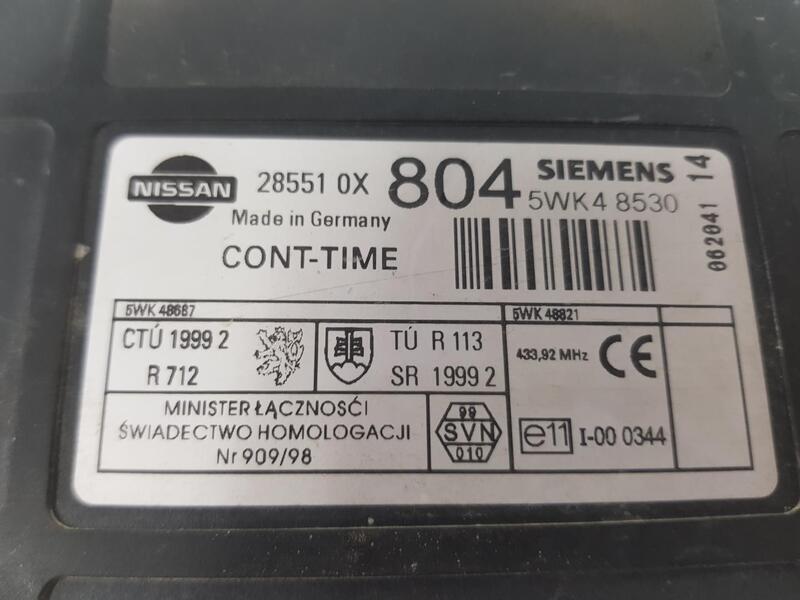 NISSAN 28551 0X 804 SIEMENS
5WK4 8530
Made in Germany
CONT-TIME
062041 14
5WK 48687
5WK 48821
CTÚ 1999 2
R 712
TÚ R 113
SR 1999 2
433,92 MHz CE
MINISTER ŁĄCZNOŚĆI
ŚWIADECTWO HOMOLOGACJI
Nr 909/98
99
SVN
010
e11 I-00 0344